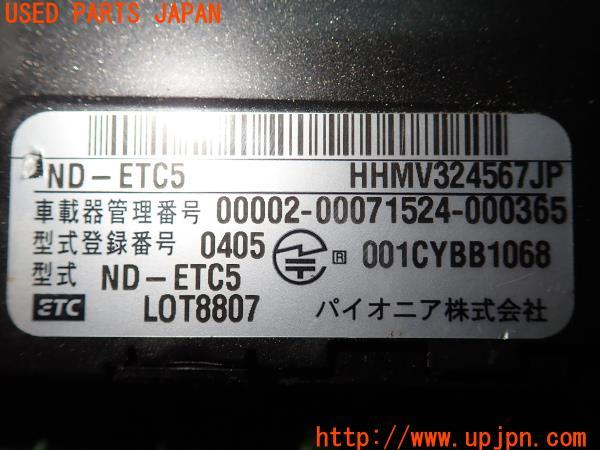 USED PARTS JAPAN
ND-ETC5 HHMV324567JP
車載器管理番号 00002-00071524-000365
型式登録番号 0405 R 001CYBB1068
型式 ND-ETC5
ETC LOT8807 パイオニア株式会社
http://www.upjpn.com